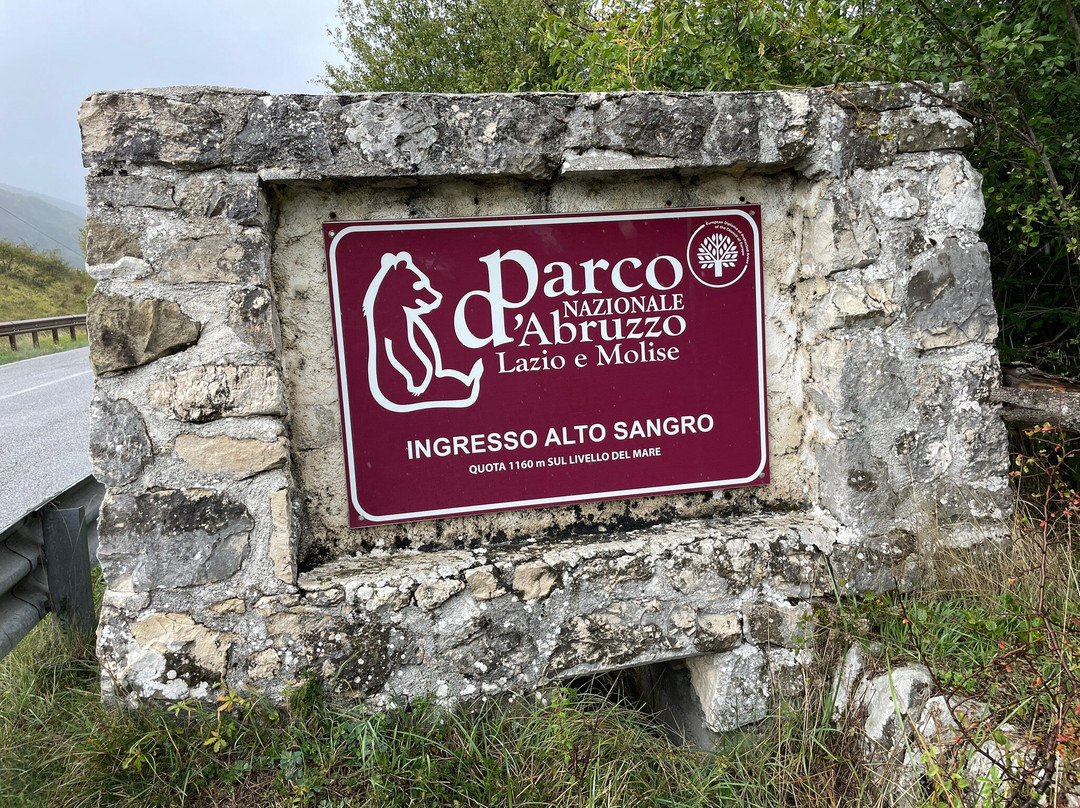 Parco
NAZIONALE
d'Abruzzo
Lazio e Molise
INGRESSO ALTO SANGRO
QUOTA 1160 m SUL LIVELLO DEL MARE